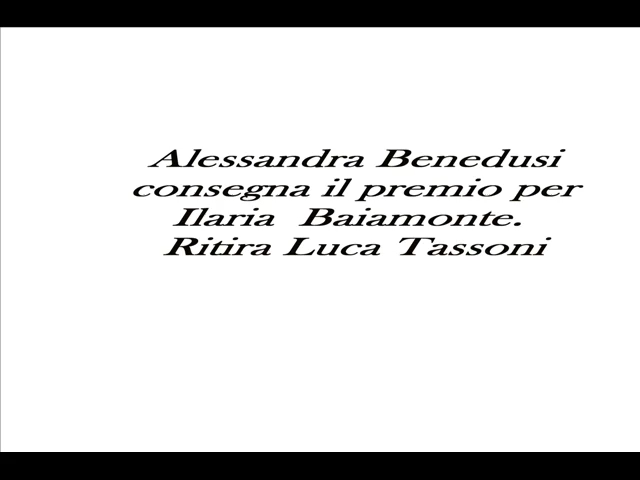 Alessandra Benedusi
consegna il premio per
Ilaria  Baiamonte.
Ritira Luca Tassoni